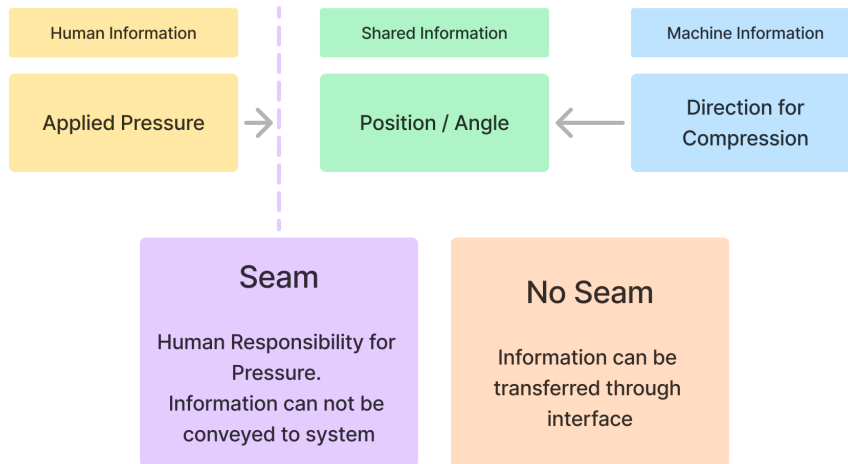 Human Information
Shared Information
Machine Information
Applied Pressure
Position / Angle
Direction for
Compression
Seam
Human Responsibility for
Pressure.
Information can not be
conveyed to system
No Seam
Information can be
transferred through
interface